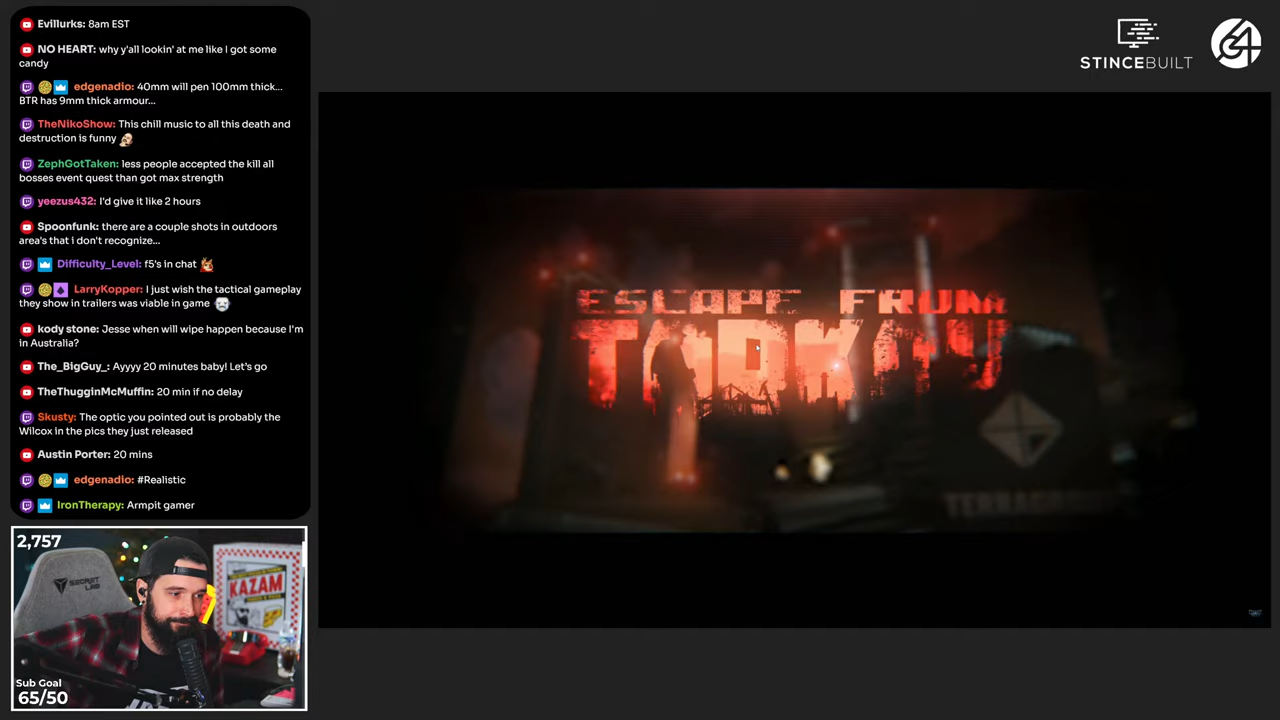 Evillurks: 8am EST
NO HEART: why y'all lookin' at me like I got some
candy
edgenadio: 40mm will pen 100mm thick...
BTR has 9mm thick armour...
TheNikoShow: This chill music to all this death and
destruction is funny
ZephGotTaken: less people accepted the kill all
bosses event quest than got max strength
yeezus432: I'd give it like 2 hours
Spoonfunk: there are a couple shots in outdoors
area's that i don't recognize...
Difficulty_Level: f5's in chat
LarryKopper: I just wish the tactical gameplay
they show in trailers was viable in game
kody stone: Jesse when will wipe happen because I'm
in Australia?
The_BigGuy_: Ayyyy 20 minutes baby! Let's go
TheThugginMcMuffin: 20 min if no delay
Skusty: The optic you pointed out is probably the
Wilcox in the pics they just released
Austin Porter: 20 mins
edgenadio: #Realistic
IronTherapy: Armpit gamer
STINCEBUILT
G4
ESCAPE FROM
TARKOV
2,757
SECRET
LAB
KAZAM
Sub Goal
65/50